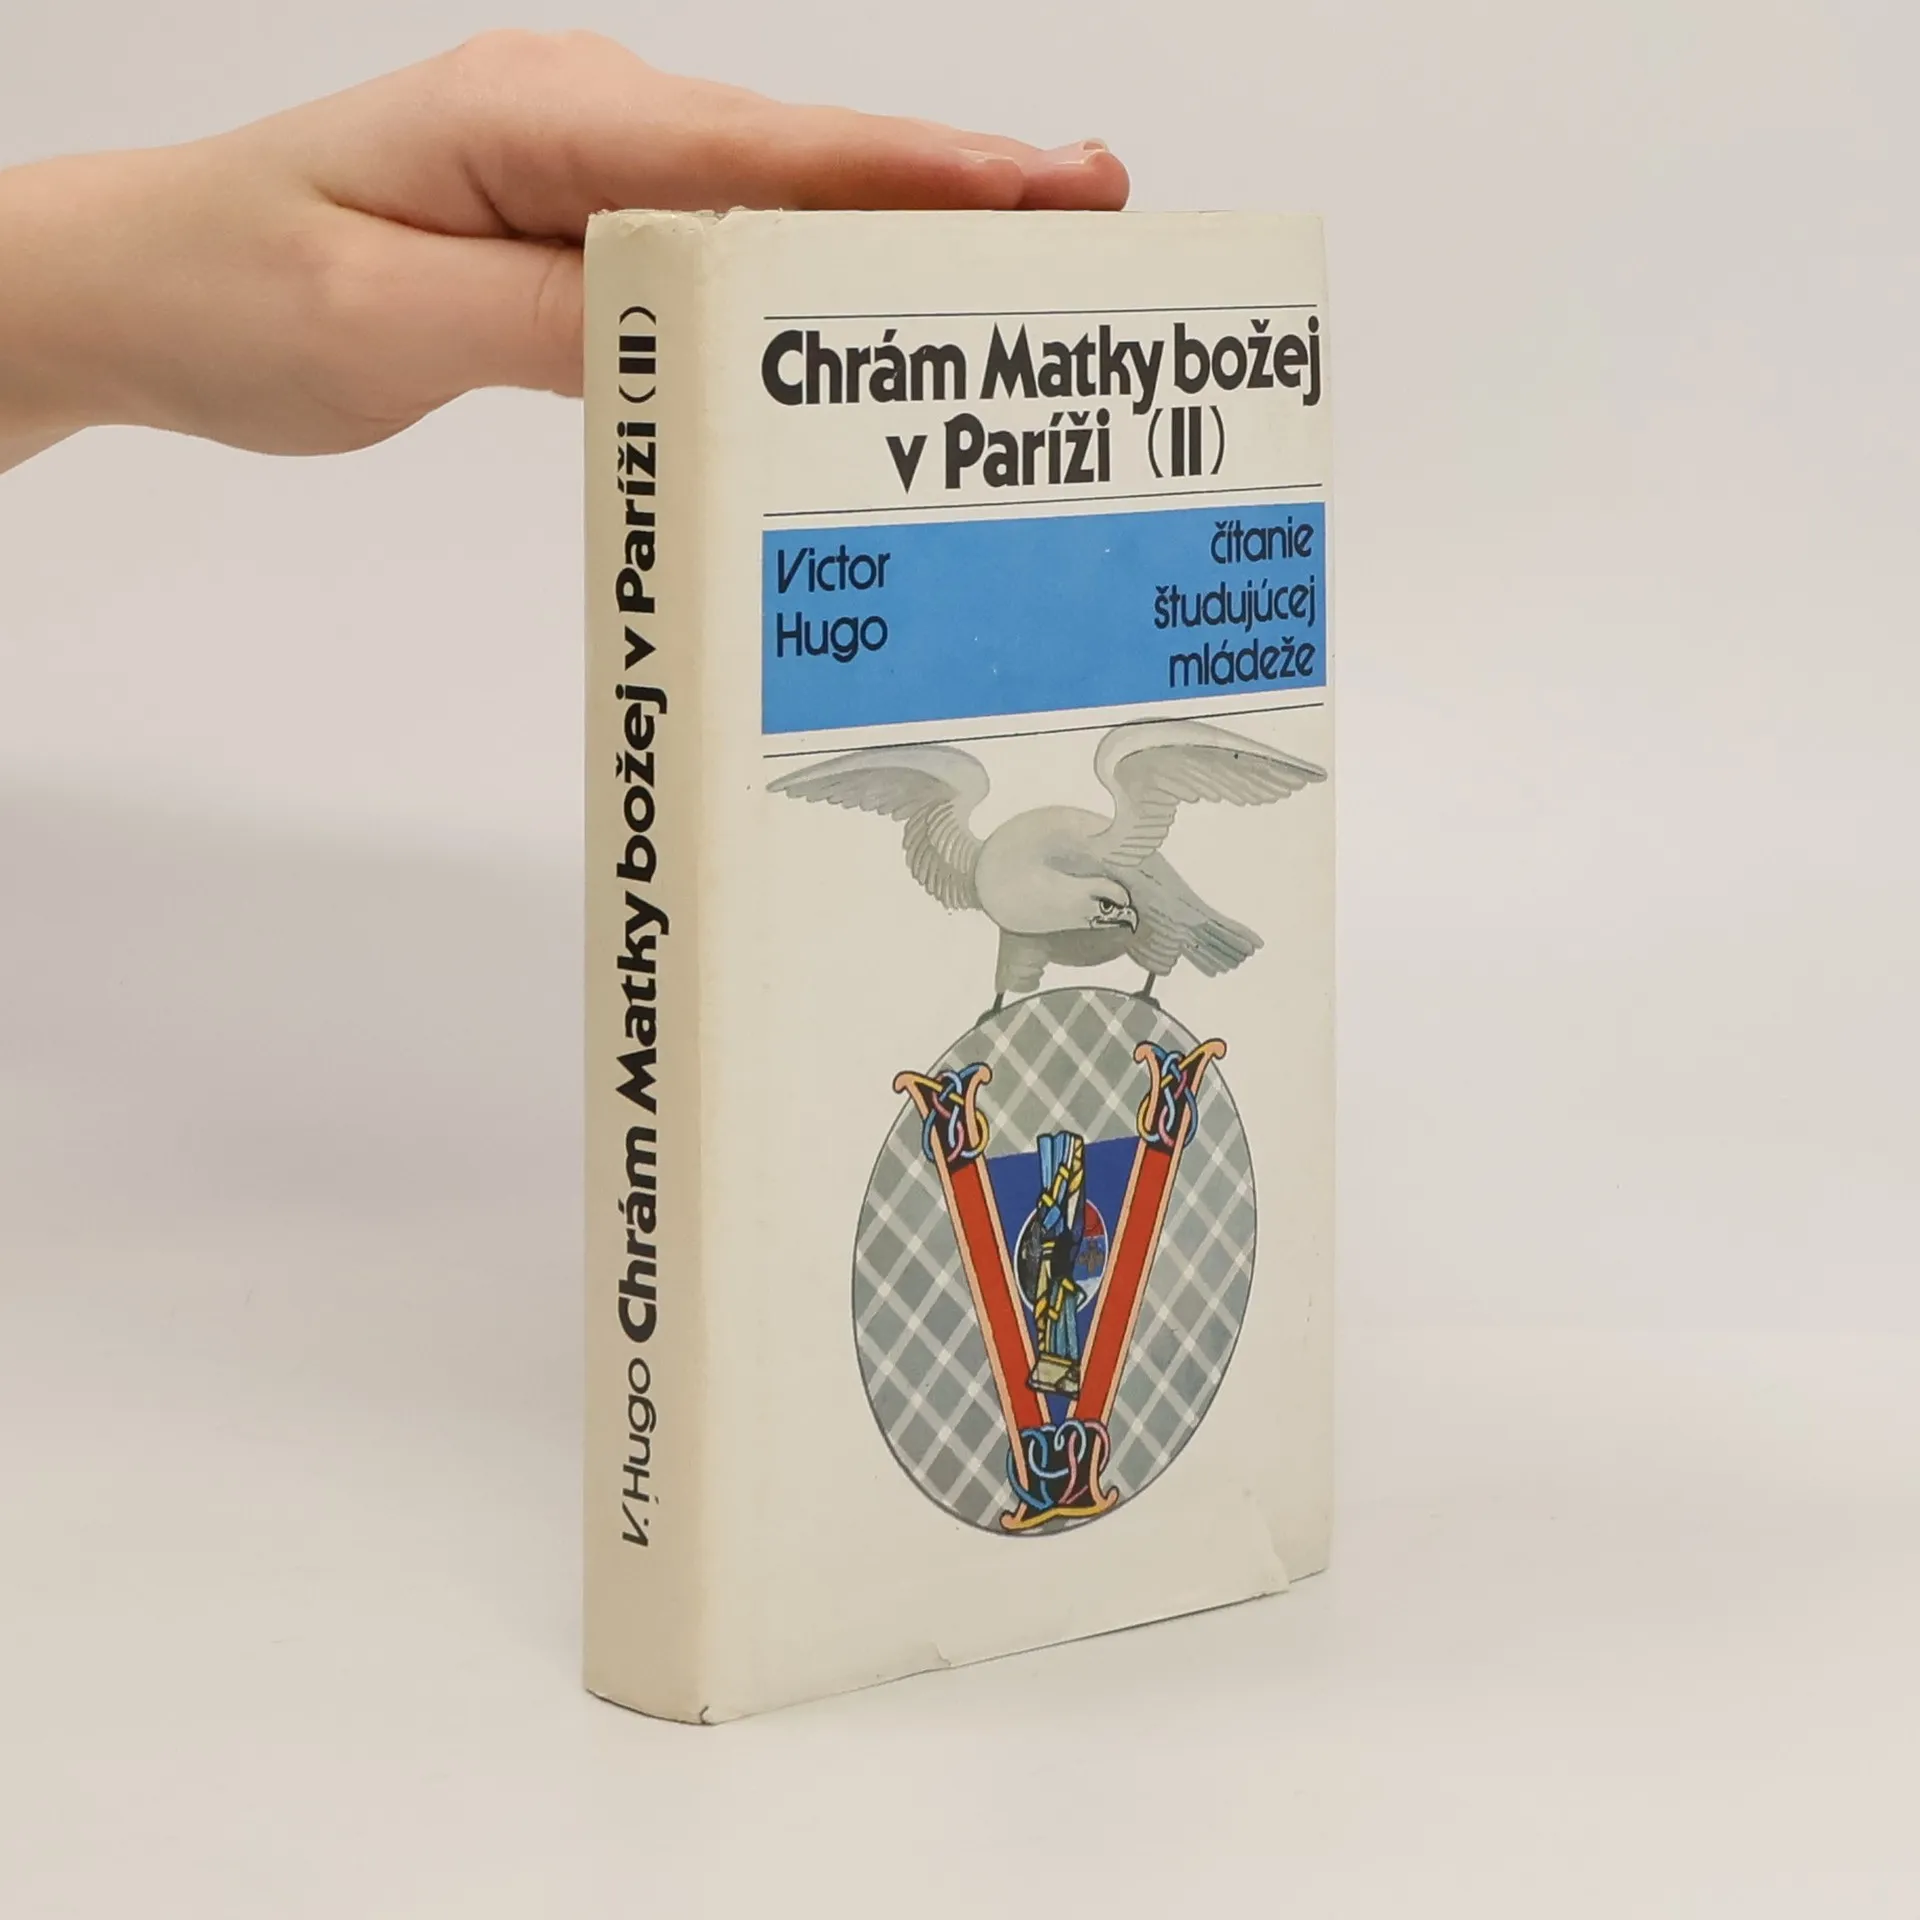 Chrám Matky božej
v Paríži (II)
Victor
Hugo
čítanie
študujúcej
mládeže
V. Hugo Chrám Matky božej v Paríži (II)